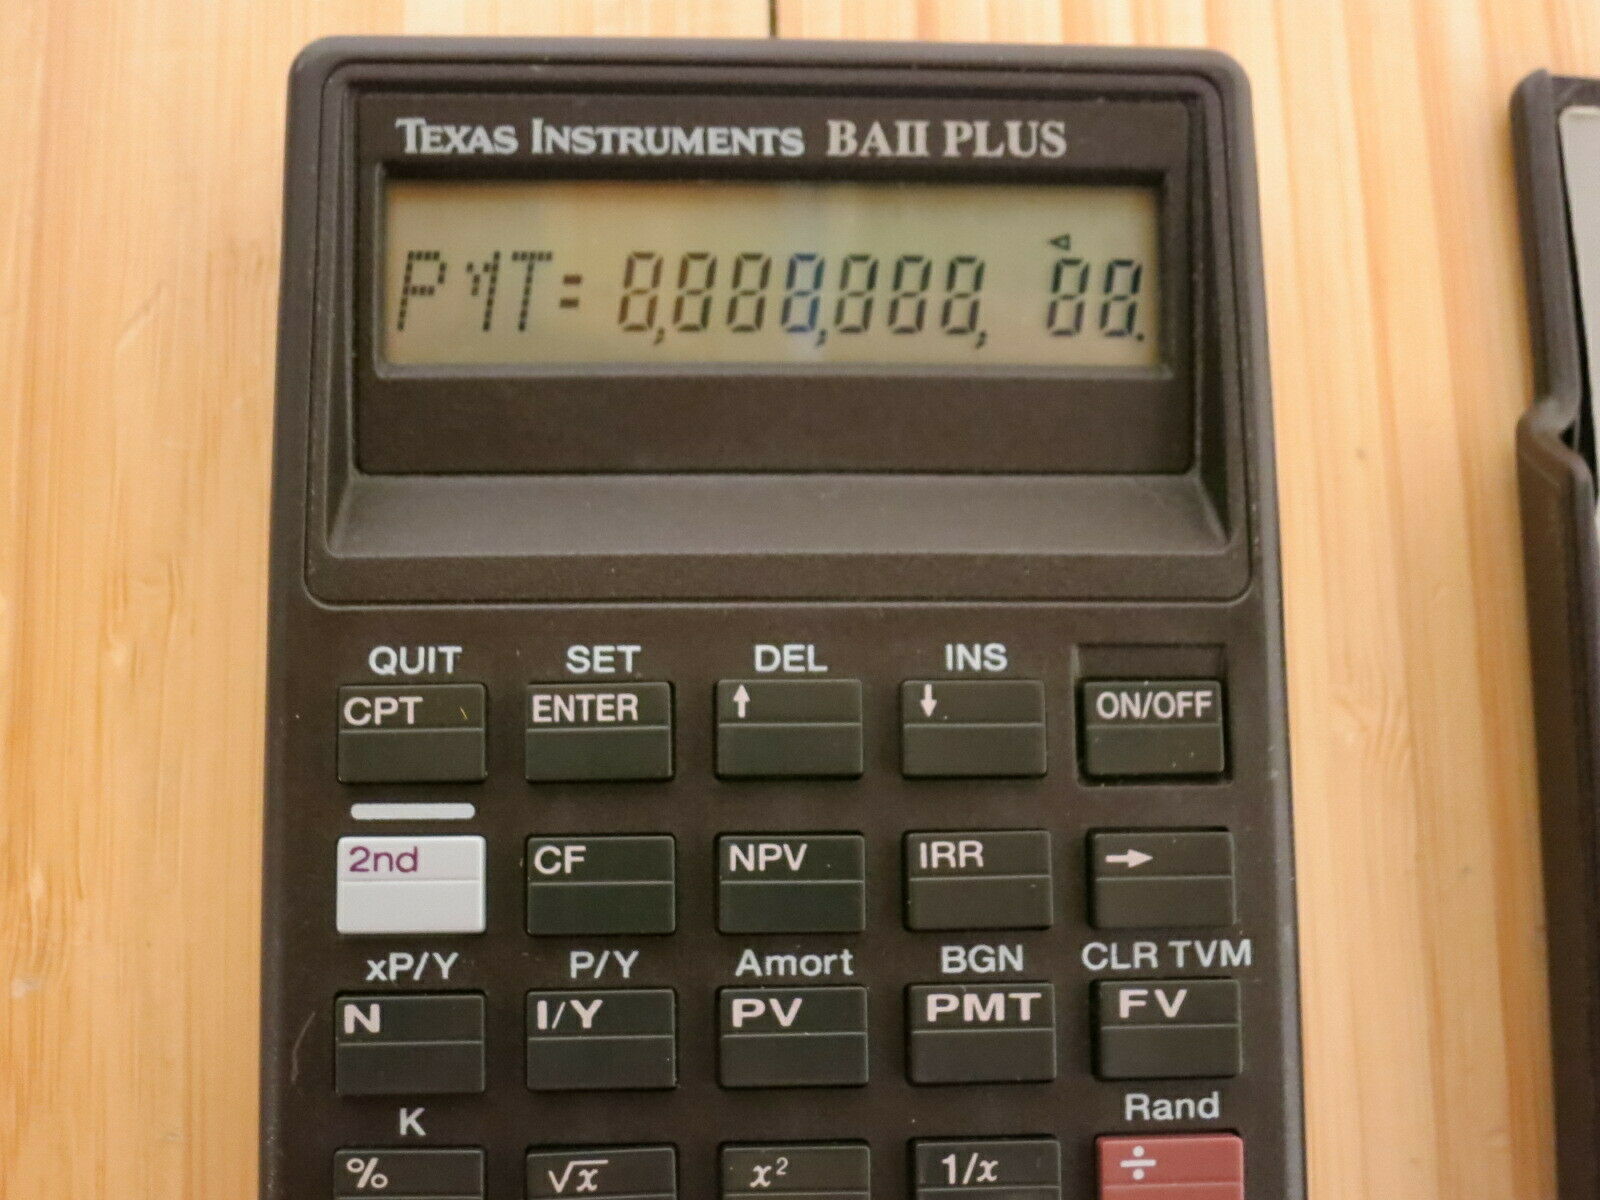 TEXAS INSTRUMENTS BAII PLUS
PMT= 8,888,888,88.
QUIT SET DEL INS
CPT ENTER ↑ ↓ ON/OFF
2nd CF NPV IRR →
xP/Y P/Y Amort BGN CLR TVM
N I/Y PV PMT FV
K Rand
% √x x² 1/x ÷